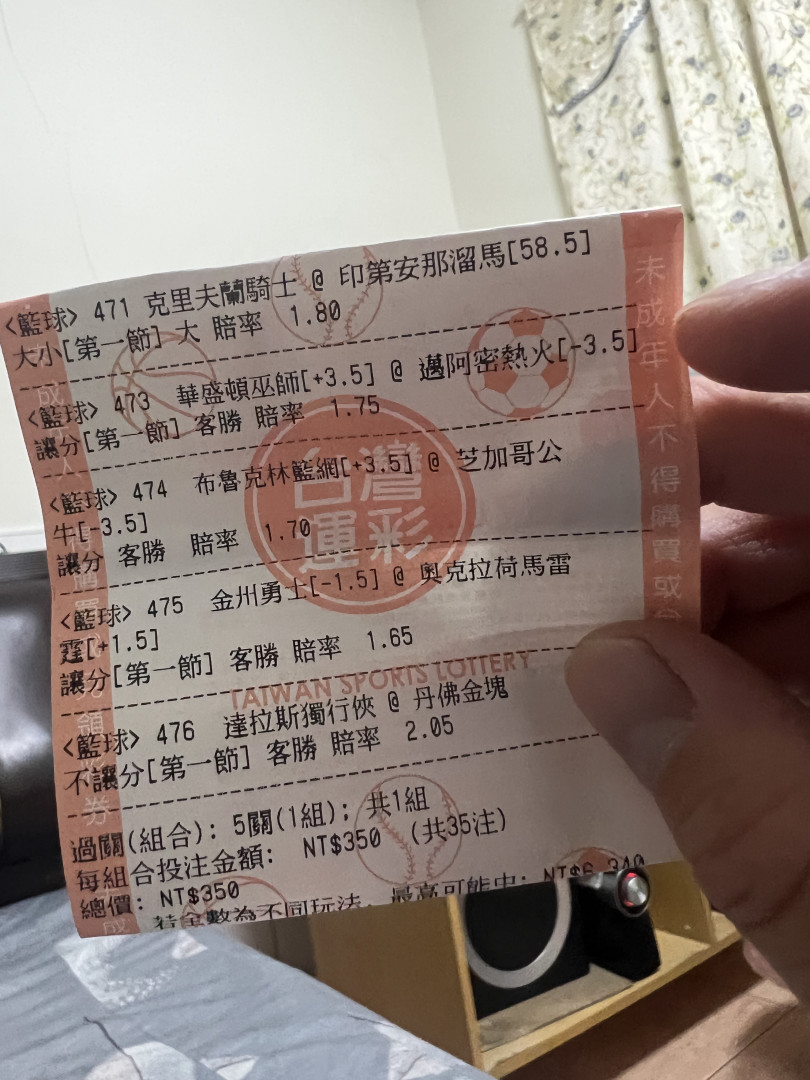 <籃球> 471 克里夫蘭騎士 @ 印第安那溜馬[58.5]
大小[第一節] 大 賠率 1.80
<籃球> 473 華盛頓巫師[+3.5] @ 邁阿密熱火[-3.5]
讓分[第一節] 客勝 賠率 1.75
<籃球> 474 布魯克林籃網[+3.5] @ 芝加哥公
牛[-3.5]
讓分 客勝 賠率 1.70
<籃球> 475 金州勇士[-1.5] @ 奧克拉荷馬雷
霆[+1.5]
讓分[第一節] 客勝 賠率 1.65
<籃球> 476 達拉斯獨行俠 @ 丹佛金塊
不讓分[第一節] 客勝 賠率 2.05
過關(組合): 5關(1組); 共1組
每組合投注金額: NT$350 (共35注)
總價: NT$350
最高可能中: NT$6,340
台灣
運彩
TAIWAN SPORTS LOTTERY
未成年人不得購買或
領 券